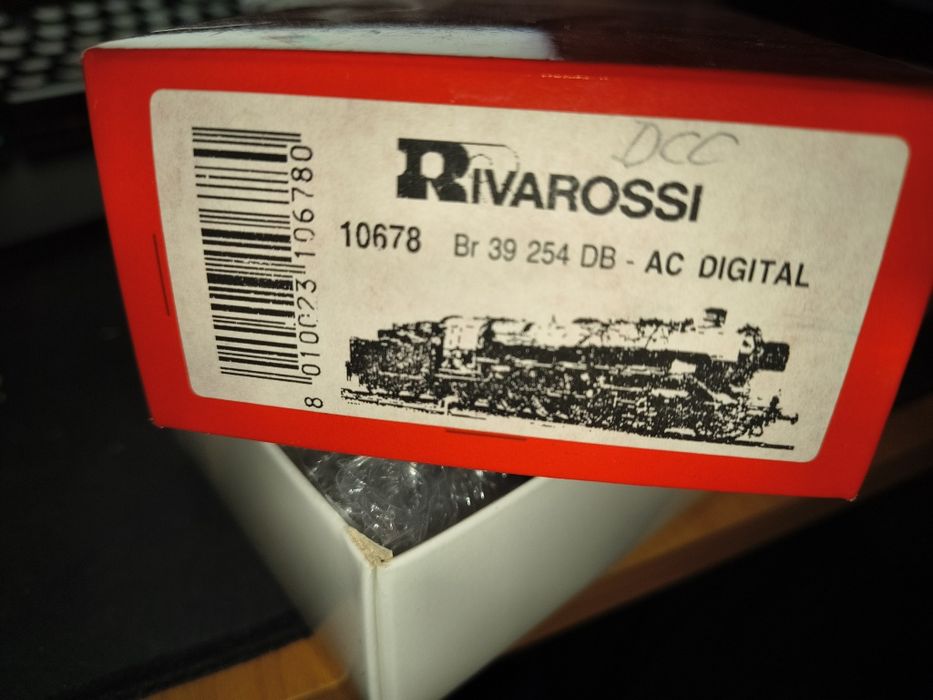 DCC
RIVAROSSI
10678 Br 39 254 DB - AC DIGITAL
8 010023 106780